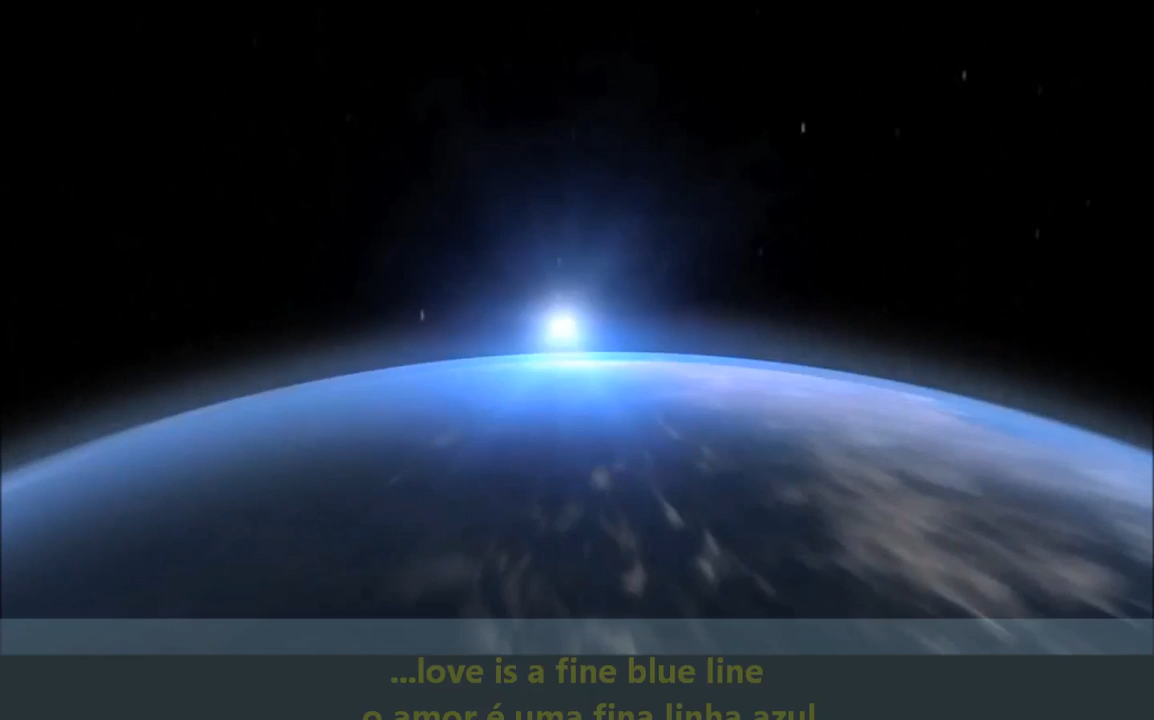 ...love is a fine blue line
o amor é uma fina linha azul